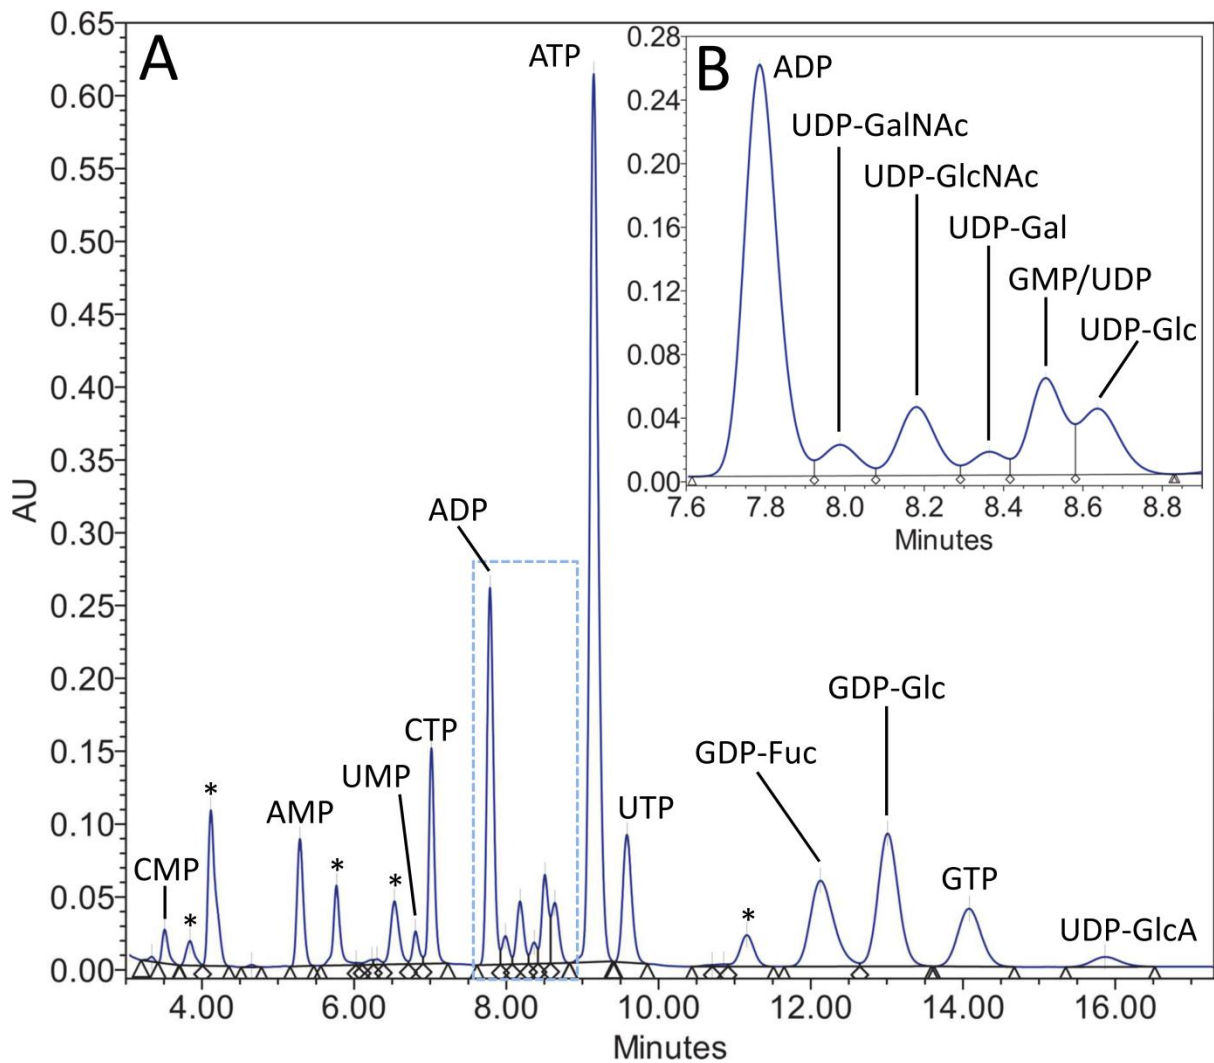 A
0.65
0.60
0.55
0.50
0.45
0.40
0.35
0.30
0.25
0.20
0.15
0.10
0.05
0.00
AU
4.00 6.00 8.00 10.00 12.00 14.00 16.00
Minutes
CMP
*
*
AMP
*
*
UMP
CTP
ADP
ATP
UTP
*
GDP-Fuc
GDP-Glc
GTP
UDP-GlcA
B
0.28
0.24
0.20
0.16
0.12
0.08
0.04
0.00
7.6 7.8 8.0 8.2 8.4 8.6 8.8
Minutes
ADP
UDP-GalNAc
UDP-GlcNAc
UDP-Gal
GMP/UDP
UDP-Glc